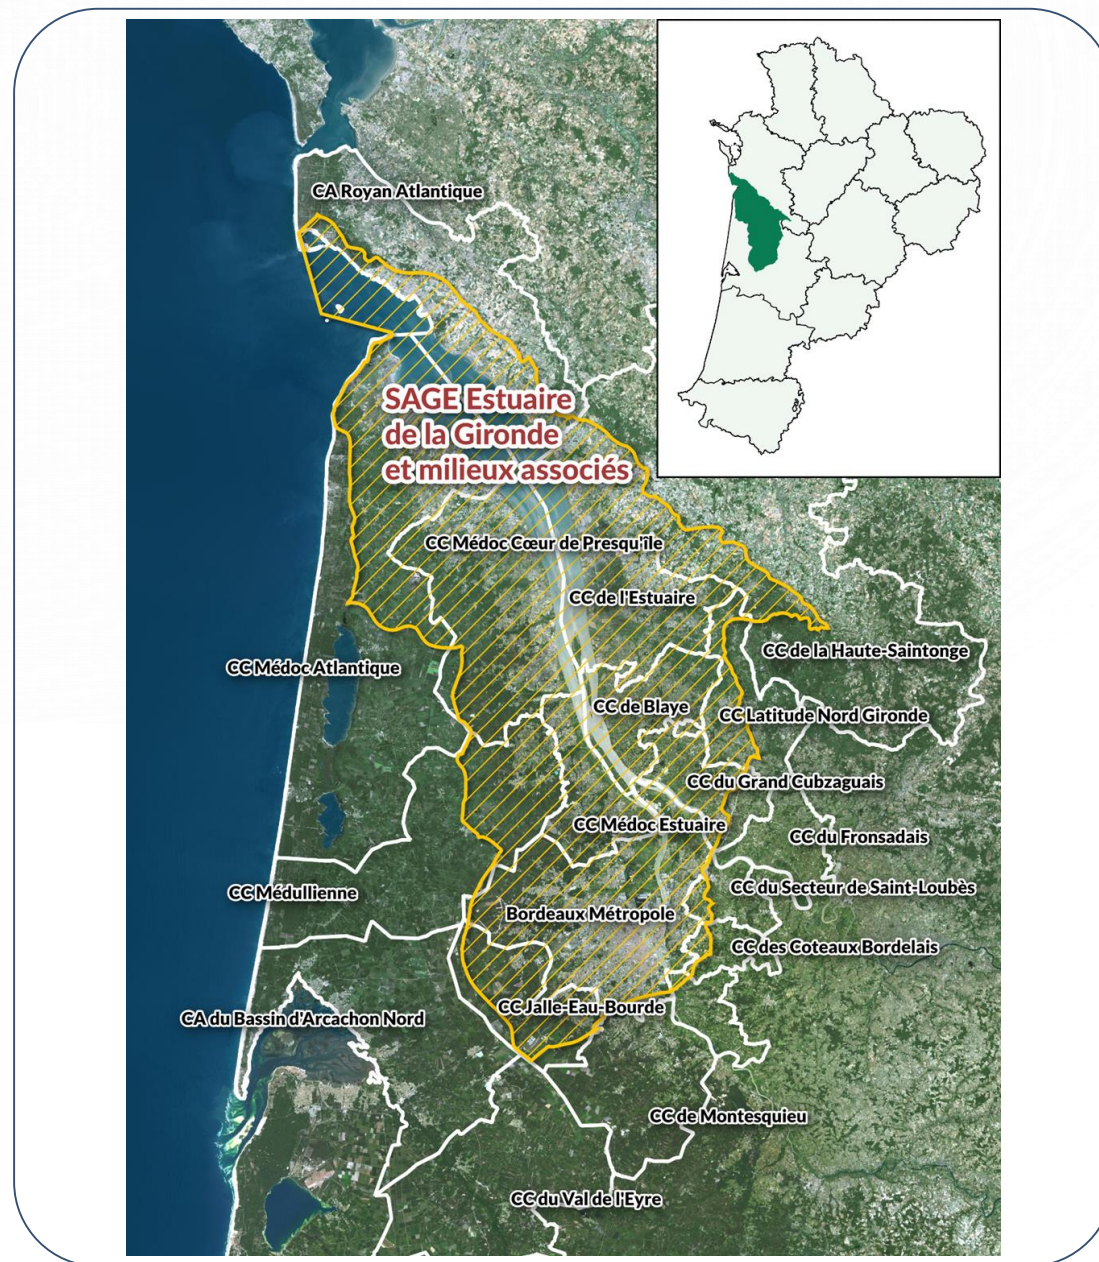 CA Royan Atlantique
SAGE Estuaire
de la Gironde
et milieux associés
CC Médoc Cœur de Presqu'île
CC de l'Estuaire
CC de la Haute-Saintonge
CC Médoc Atlantique
CC de Blaye
CC Latitude Nord Gironde
CC du Grand Cubzaguais
CC Médoc Estuaire
CC du Fronsadais
CC Médullienne
CC du Secteur de Saint-Loubès
Bordeaux Métropole
CC des Coteaux Bordelais
CC Jalle-Eau-Bourde
CA du Bassin d'Arcachon Nord
CC de Montesquieu
CC du Val de l'Eyre